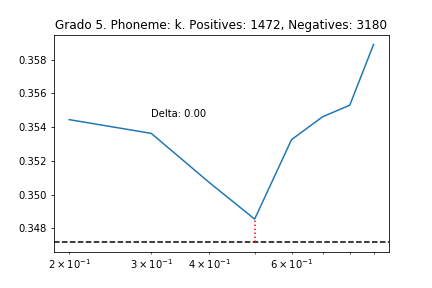 Grado 5. Phoneme: k. Positives: 1472, Negatives: 3180
0.358
0.356
0.354
0.352
0.350
0.348
Delta: 0.00
2 × 10⁻¹ 3 × 10⁻¹ 4 × 10⁻¹ 6 × 10⁻¹